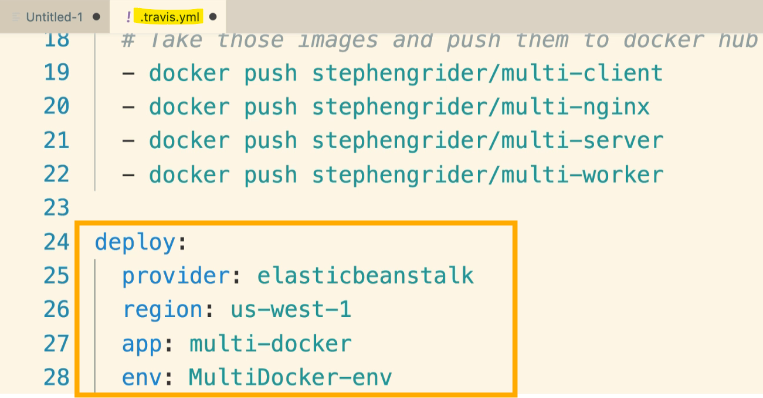 Untitled-1 ● ! .travis.yml ●
18 # Take those images and push them to docker hub
19 - docker push stephengrider/multi-client
20 - docker push stephengrider/multi-nginx
21 - docker push stephengrider/multi-server
22 - docker push stephengrider/multi-worker
23
24 deploy:
25 provider: elasticbeanstalk
26 region: us-west-1
27 app: multi-docker
28 env: MultiDocker-env